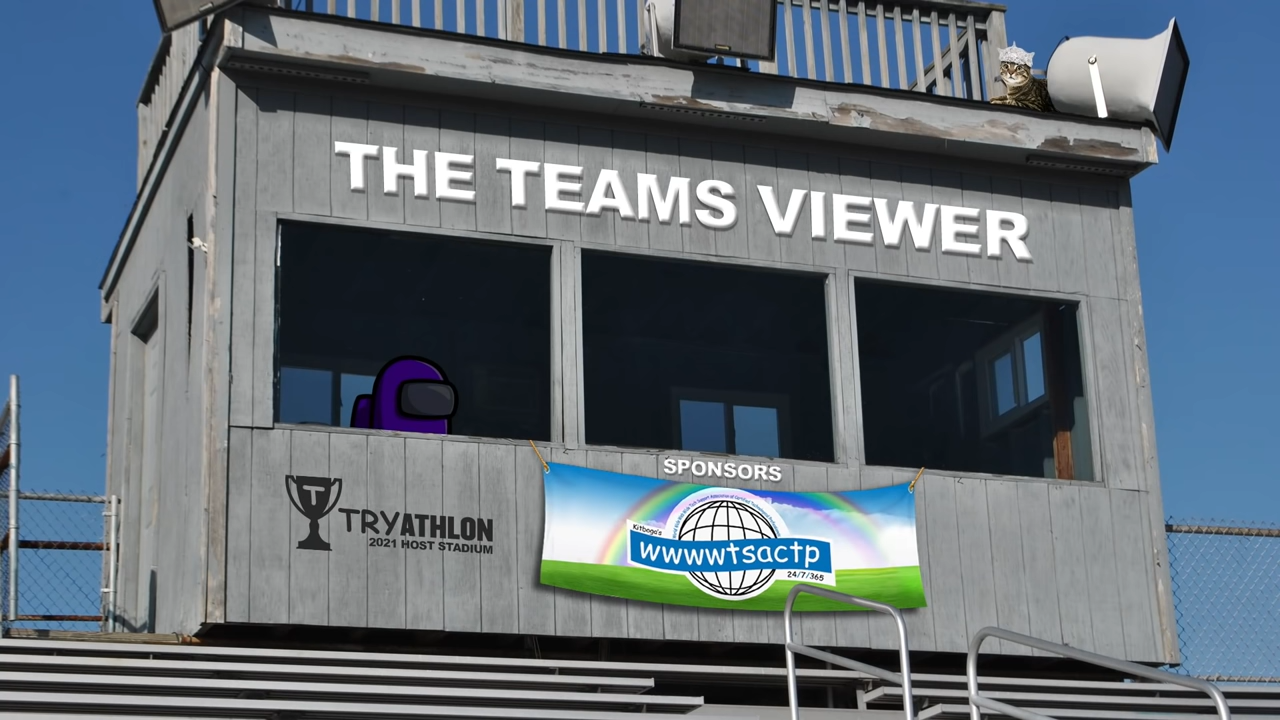 THE TEAMS VIEWER
SPONSORS
T
TRYATHLON
2021 HOST STADIUM
Kitboga's
wwwwtsactp
24/7/365